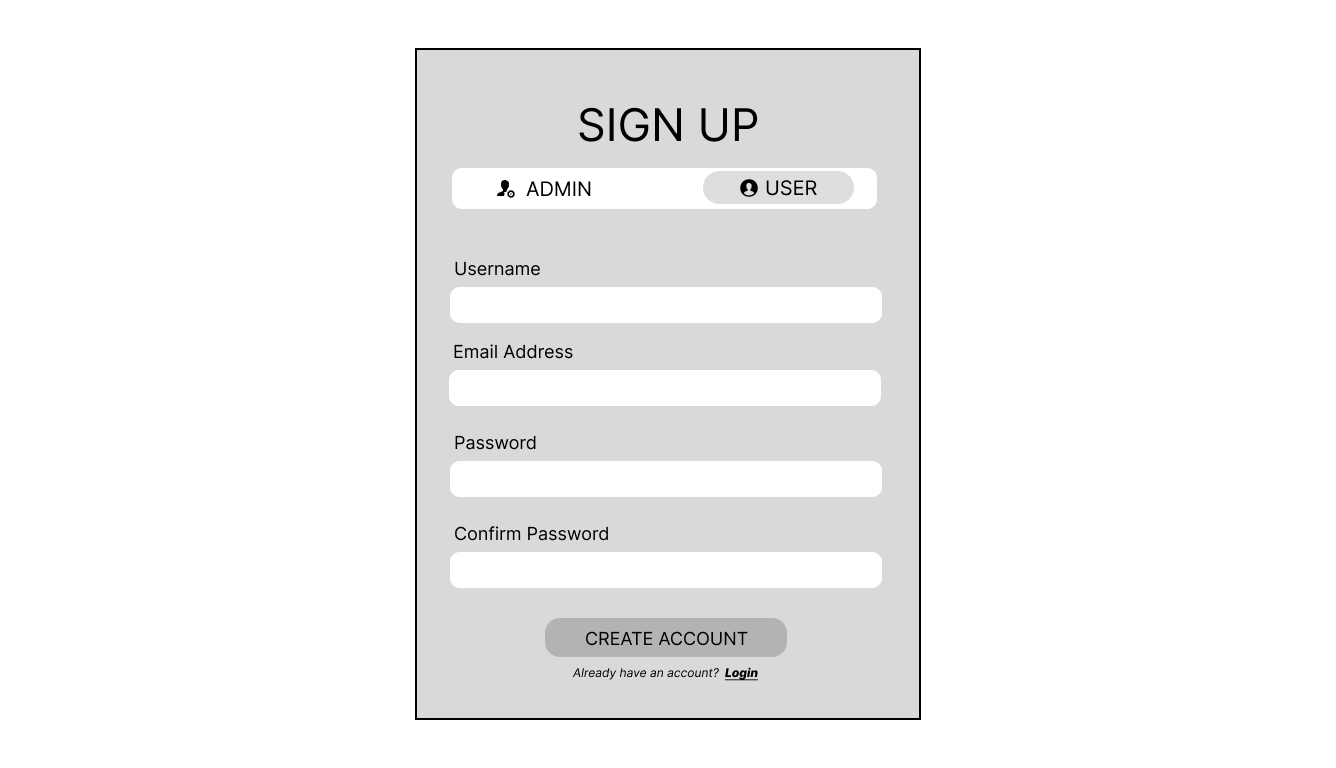 SIGN UP
ADMIN USER
Username
Email Address
Password
Confirm Password
CREATE ACCOUNT
Already have an account? Login